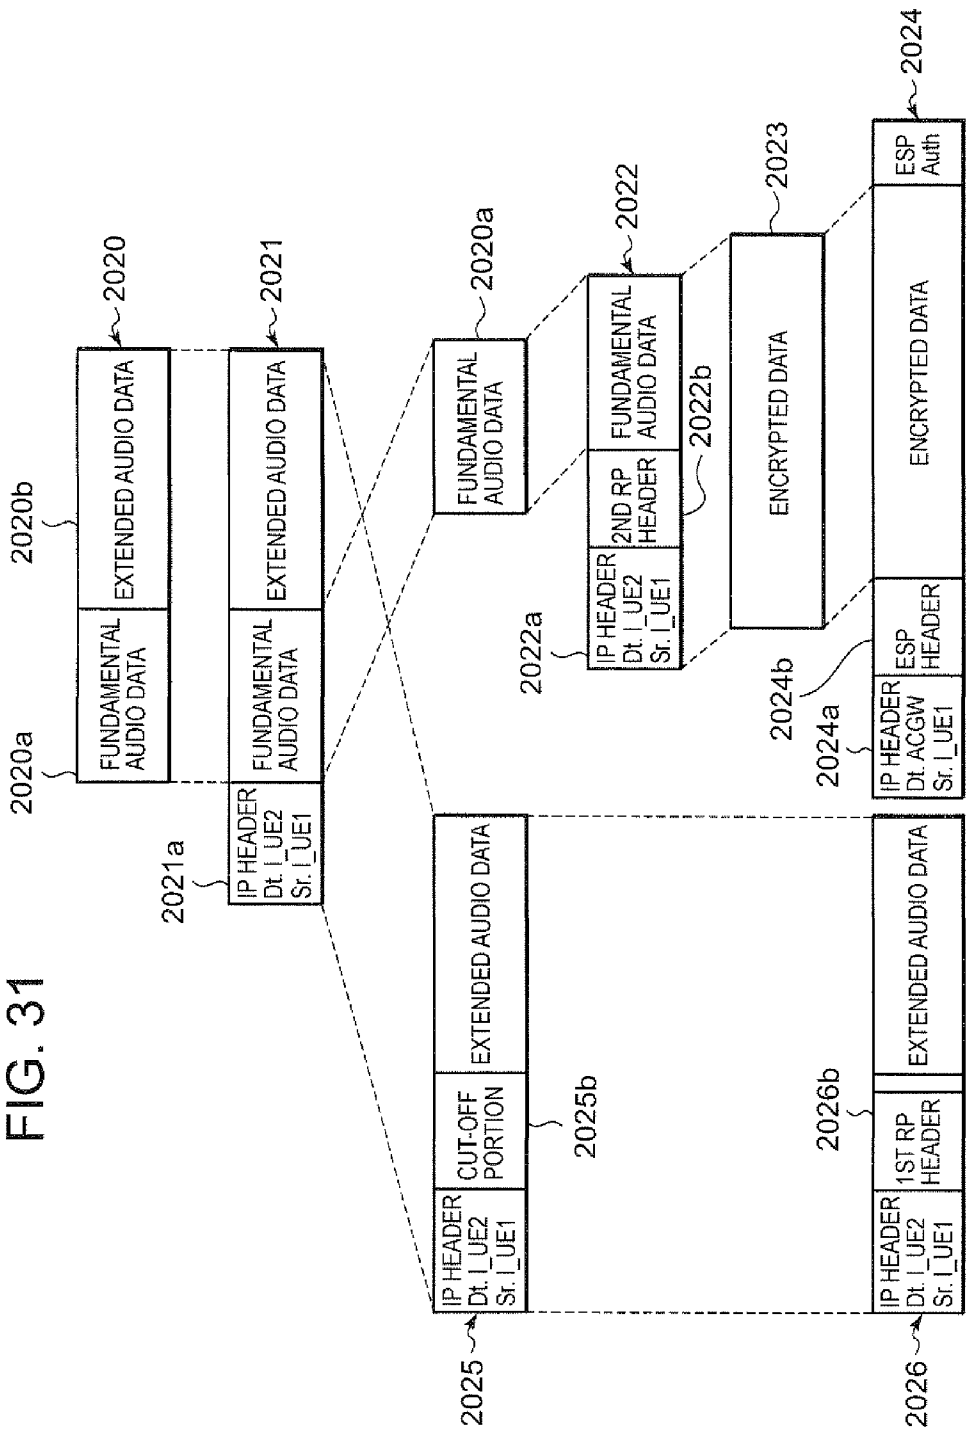 FIG. 31
2020a
2020b
2020
FUNDAMENTAL
AUDIO DATA
EXTENDED AUDIO DATA
2021a
2021
IP HEADER
Dt. I_UE2
Sr. I_UE1
FUNDAMENTAL
AUDIO DATA
EXTENDED AUDIO DATA
2025
IP HEADER
Dt. I_UE2
Sr. I_UE1
CUT-OFF
PORTION
EXTENDED AUDIO DATA
2025b
FUNDAMENTAL
AUDIO DATA
2020a
2022a
IP HEADER
Dt. I_UE2
Sr. I_UE1
2ND RP
HEADER
FUNDAMENTAL
AUDIO DATA
2022
2022b
ENCRYPTED DATA
2023
2026
IP HEADER
Dt. I_UE2
Sr. I_UE1
2026b
1ST RP
HEADER
EXTENDED AUDIO DATA
2024a
2024b
IP HEADER
Dt. ACGW
Sr. I_UE1
ESP
HEADER
ENCRYPTED DATA
ESP
Auth
2024